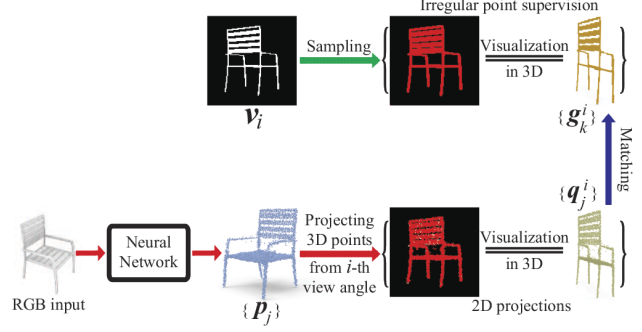 Irregular point supervision
Sampling
Visualization
in 3D
v_i
{g_k^i}
{q_j^i}
Matching
RGB input
Neural
Network
{p_j}
Projecting
3D points
from i-th
view angle
Visualization
in 3D
2D projections